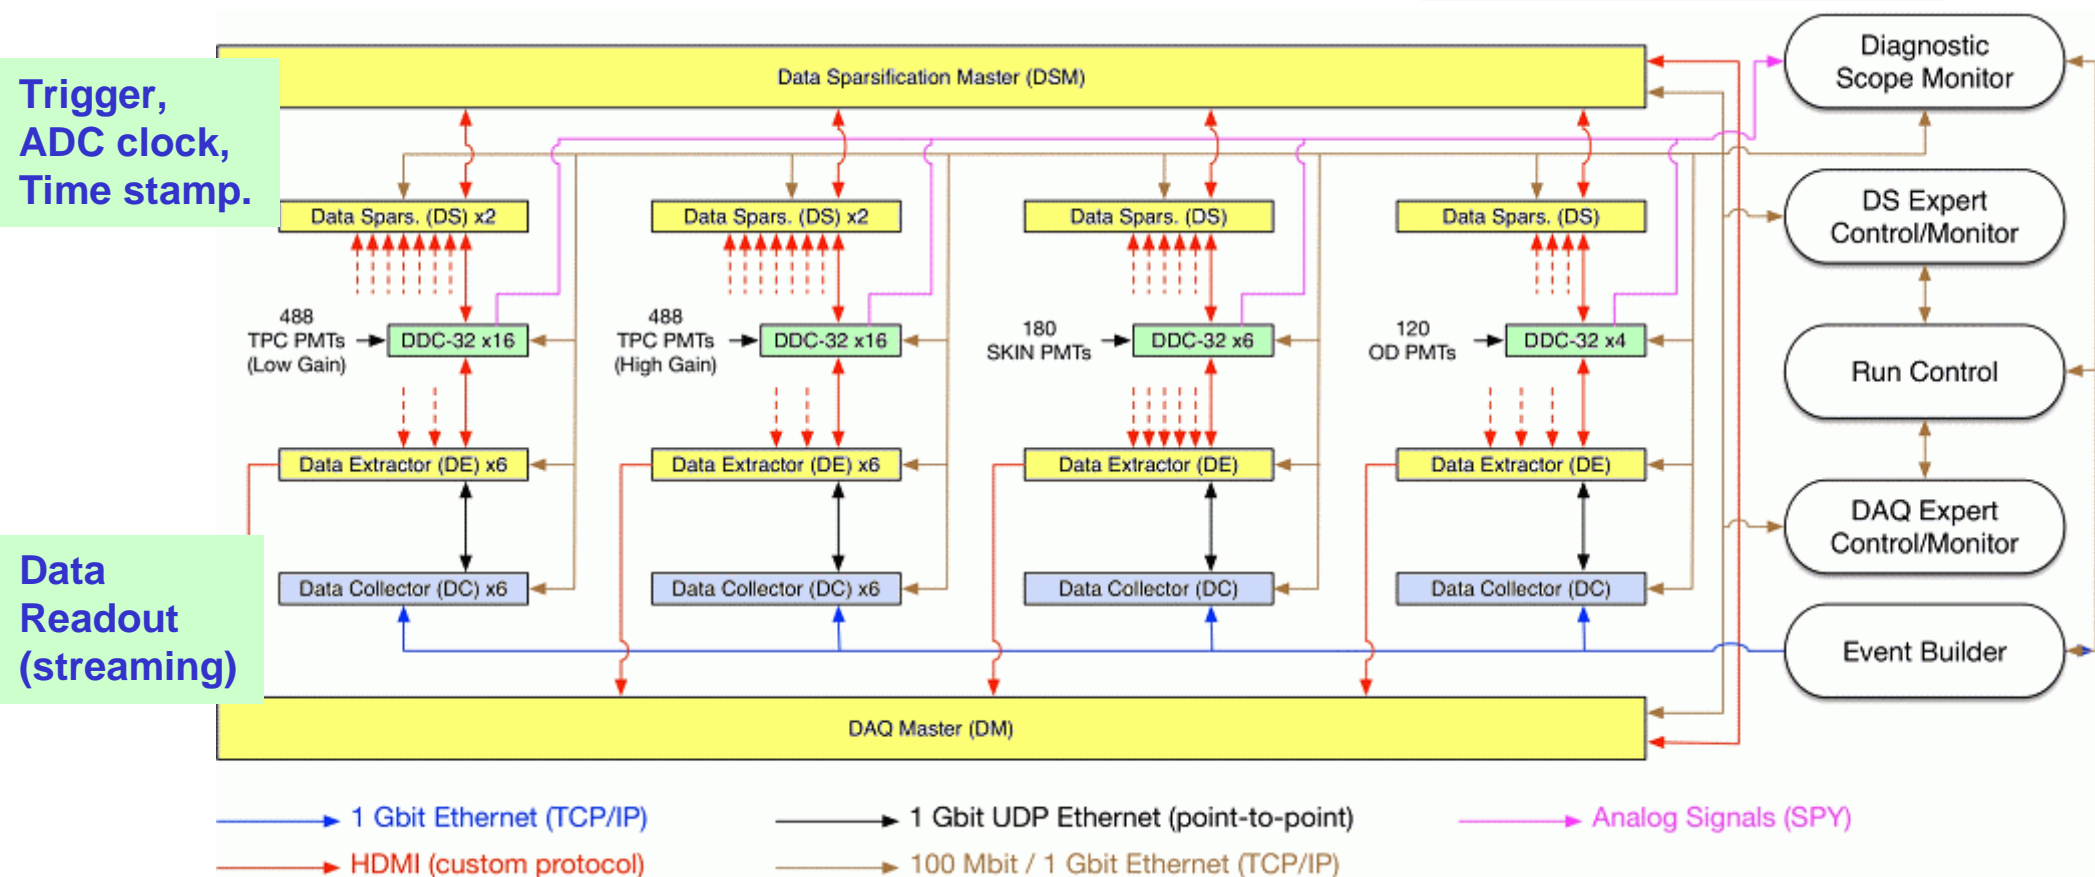 Trigger,
ADC clock,
Time stamp.
Data Sparsification Master (DSM)
Diagnostic
Scope Monitor
Data Spars. (DS) x2
Data Spars. (DS) x2
Data Spars. (DS)
Data Spars. (DS)
DS Expert
Control/Monitor
488
TPC PMTs
(Low Gain)
DDC-32 x16
488
TPC PMTs
(High Gain)
DDC-32 x16
180
SKIN PMTs
DDC-32 x6
120
OD PMTs
DDC-32 x4
Run Control
Data Extractor (DE) x6
Data Extractor (DE) x6
Data Extractor (DE)
Data Extractor (DE)
DAQ Expert
Control/Monitor
Data
Readout
(streaming)
Data Collector (DC) x6
Data Collector (DC) x6
Data Collector (DC)
Data Collector (DC)
Event Builder
DAQ Master (DM)
1 Gbit Ethernet (TCP/IP)
1 Gbit UDP Ethernet (point-to-point)
Analog Signals (SPY)
HDMI (custom protocol)
100 Mbit / 1 Gbit Ethernet (TCP/IP)